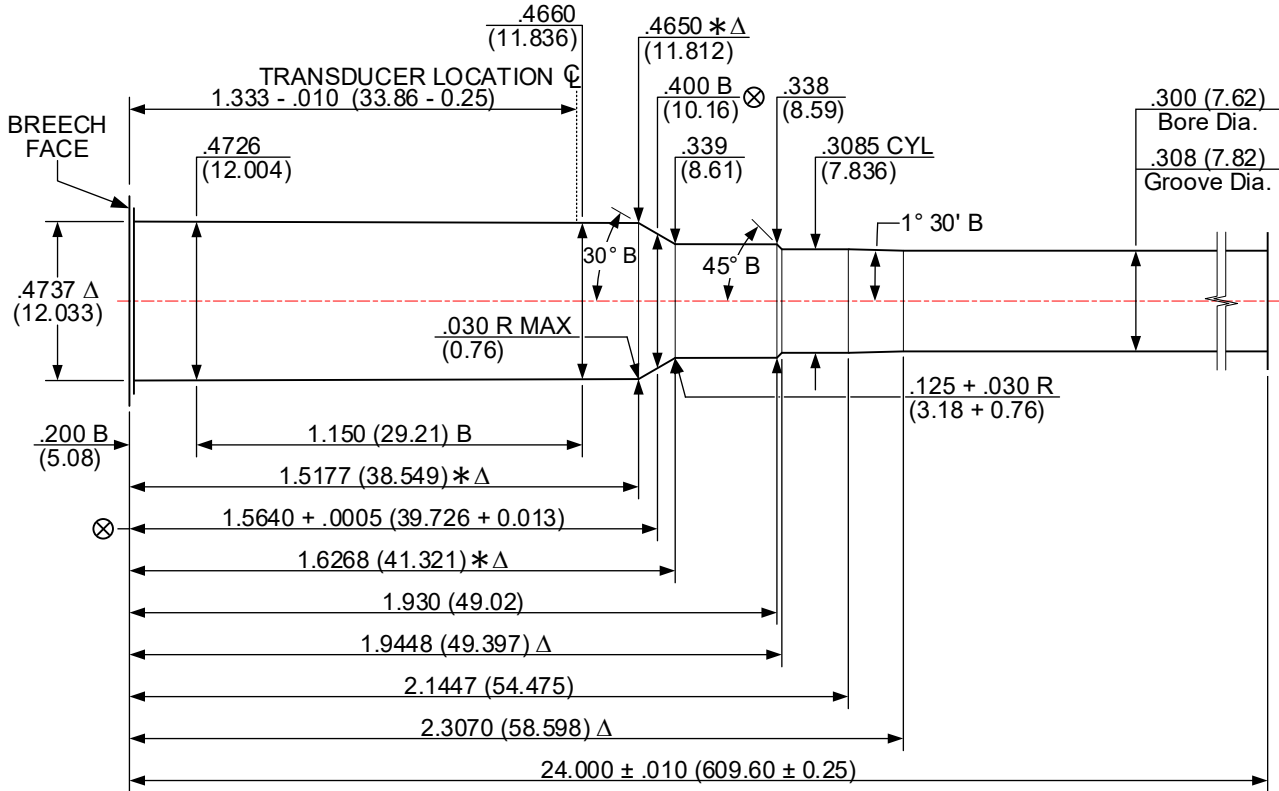 .4660
(11.836)
.4650 ∗ Δ
(11.812)
TRANSDUCER LOCATION ℄
1.333 - .010 (33.86 - 0.25)
.400 B ⊗
(10.16)
.338
(8.59)
.300 (7.62)
Bore Dia.
BREECH
FACE
.4726
(12.004)
.339
(8.61)
.3085 CYL
(7.836)
.308 (7.82)
Groove Dia.
30° B
45° B
1° 30' B
.4737 Δ
(12.033)
.030 R MAX
(0.76)
.125 + .030 R
(3.18 + 0.76)
.200 B
(5.08)
1.150 (29.21) B
1.5177 (38.549) ∗ Δ
⊗ 1.5640 + .0005 (39.726 + 0.013)
1.6268 (41.321) ∗ Δ
1.930 (49.02)
1.9448 (49.397) Δ
2.1447 (54.475)
2.3070 (58.598) Δ
24.000 ± .010 (609.60 ± 0.25)